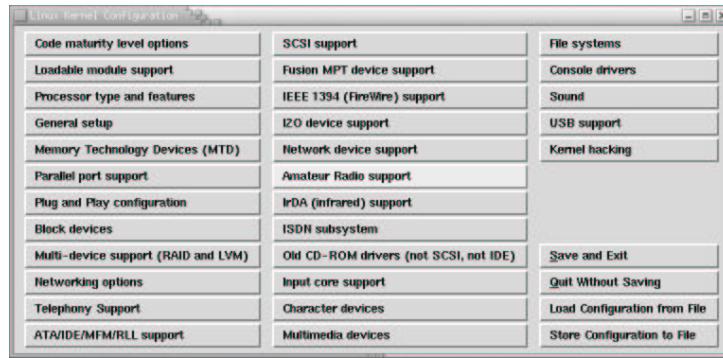 Linux Kernel Configuration
Code maturity level options
Loadable module support
Processor type and features
General setup
Memory Technology Devices (MTD)
Parallel port support
Plug and Play configuration
Block devices
Multi-device support (RAID and LVM)
Networking options
Telephony Support
ATA/IDE/MFM/RLL support
SCSI support
Fusion MPT device support
IEEE 1394 (FireWire) support
I2O device support
Network device support
Amateur Radio support
IrDA (infrared) support
ISDN subsystem
Old CD-ROM drivers (not SCSI, not IDE)
Input core support
Character devices
Multimedia devices
File systems
Console drivers
Sound
USB support
Kernel hacking
Save and Exit
Quit Without Saving
Load Configuration from File
Store Configuration to File